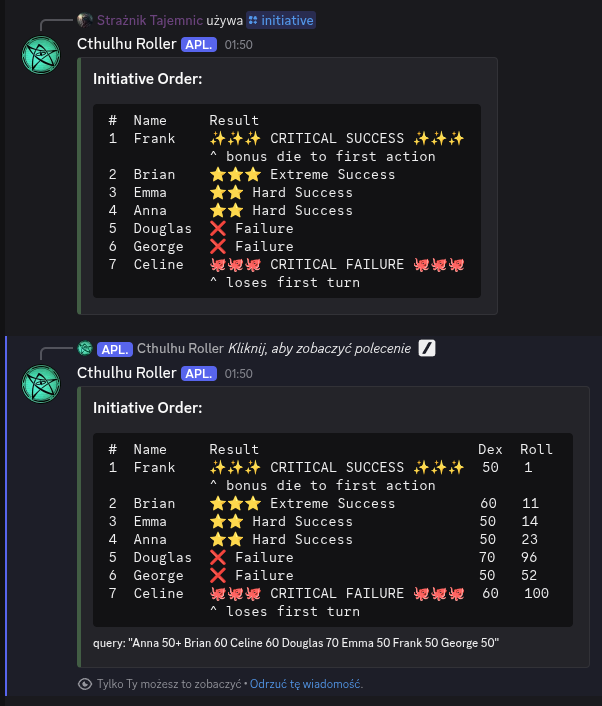 Strażnik Tajemnic używa initiative
Cthulhu Roller APL. 01:50
Initiative Order:
# Name Result
1 Frank ✨✨✨ CRITICAL SUCCESS ✨✨✨
^ bonus die to first action
2 Brian ⭐⭐⭐ Extreme Success
3 Emma ⭐⭐ Hard Success
4 Anna ⭐⭐ Hard Success
5 Douglas ❌ Failure
6 George ❌ Failure
7 Celine 🐙🐙🐙 CRITICAL FAILURE 🐙🐙🐙
^ loses first turn
APL. Cthulhu Roller Kliknij, aby zobaczyć polecenie
Cthulhu Roller APL. 01:50
Initiative Order:
# Name Result Dex Roll
1 Frank ✨✨✨ CRITICAL SUCCESS ✨✨✨ 50 1
^ bonus die to first action
2 Brian ⭐⭐⭐ Extreme Success 60 11
3 Emma ⭐⭐ Hard Success 50 14
4 Anna ⭐⭐ Hard Success 50 23
5 Douglas ❌ Failure 70 96
6 George ❌ Failure 50 52
7 Celine 🐙🐙🐙 CRITICAL FAILURE 🐙🐙🐙 60 100
^ loses first turn
query: "Anna 50+ Brian 60 Celine 60 Douglas 70 Emma 50 Frank 50 George 50"
Tylko Ty możesz to zobaczyć • Odrzuć tę wiadomość.